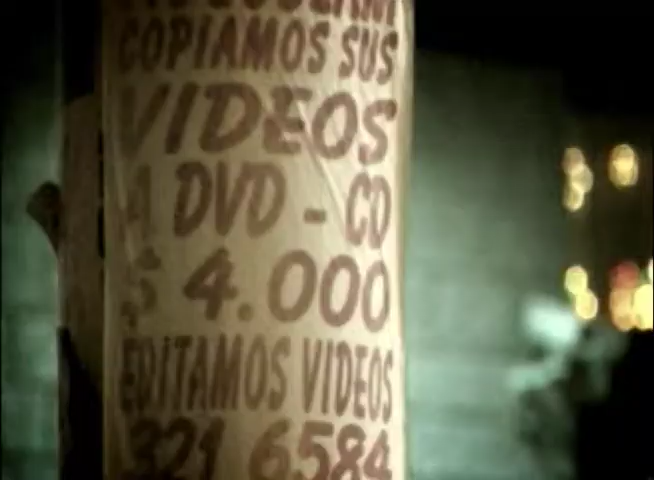 COPIAMOS SUS
VIDEOS
A DVD - CD
$ 4.000
EDITAMOS VIDEOS
321 6584